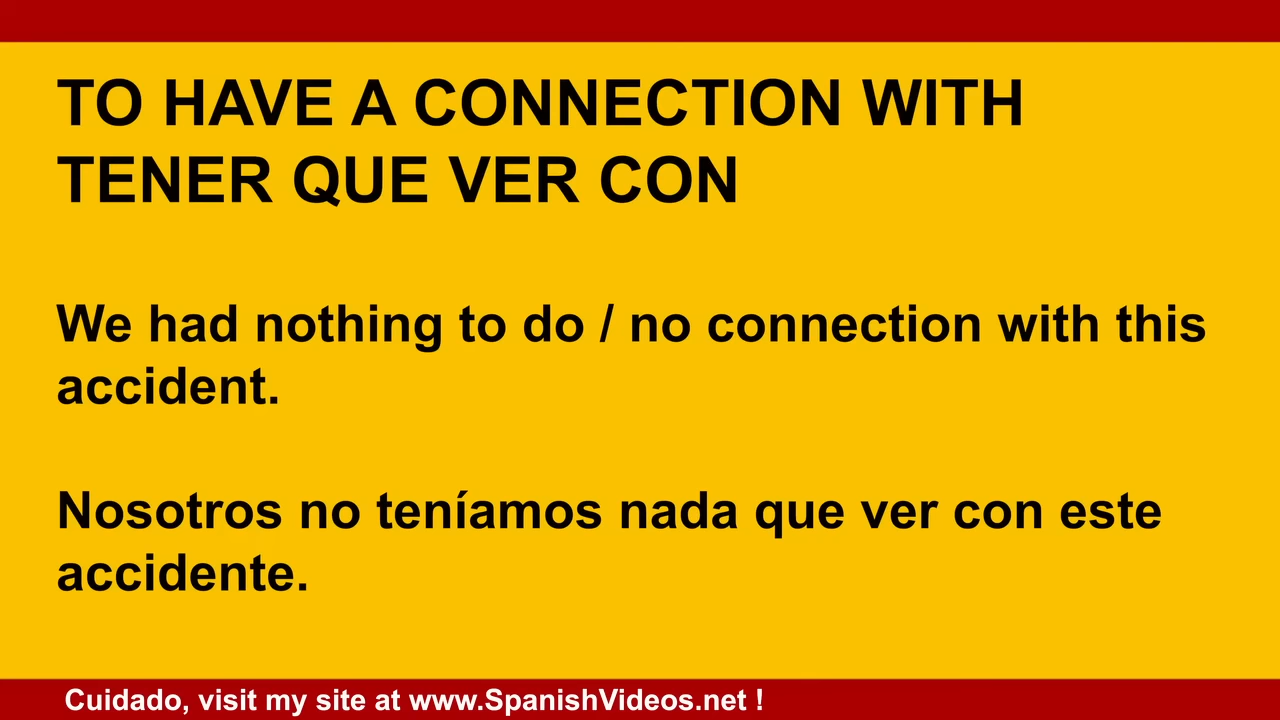 TO HAVE A CONNECTION WITH
TENER QUE VER CON
We had nothing to do / no connection with this
accident.
Nosotros no teníamos nada que ver con este
accidente.
Cuidado, visit my site at www.SpanishVideos.net !